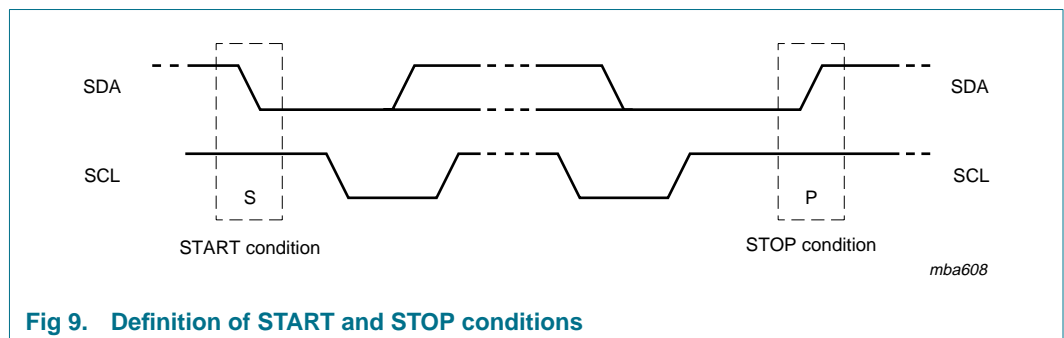 SDA SDA
SCL SCL
S P
START condition STOP condition
mba608
Fig 9. Definition of START and STOP conditions